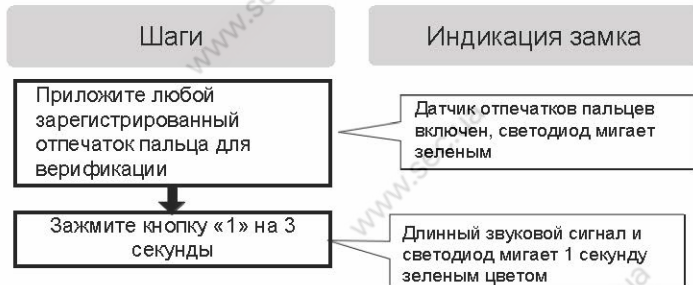 Шаги
Индикация замка
Приложите любой
зарегистрированный
отпечаток пальца для
верификации
Датчик отпечатков пальцев
включен, светодиод мигает
зеленым
Зажмите кнопку «1» на 3
секунды
Длинный звуковой сигнал и
светодиод мигает 1 секунду
зеленым цветом